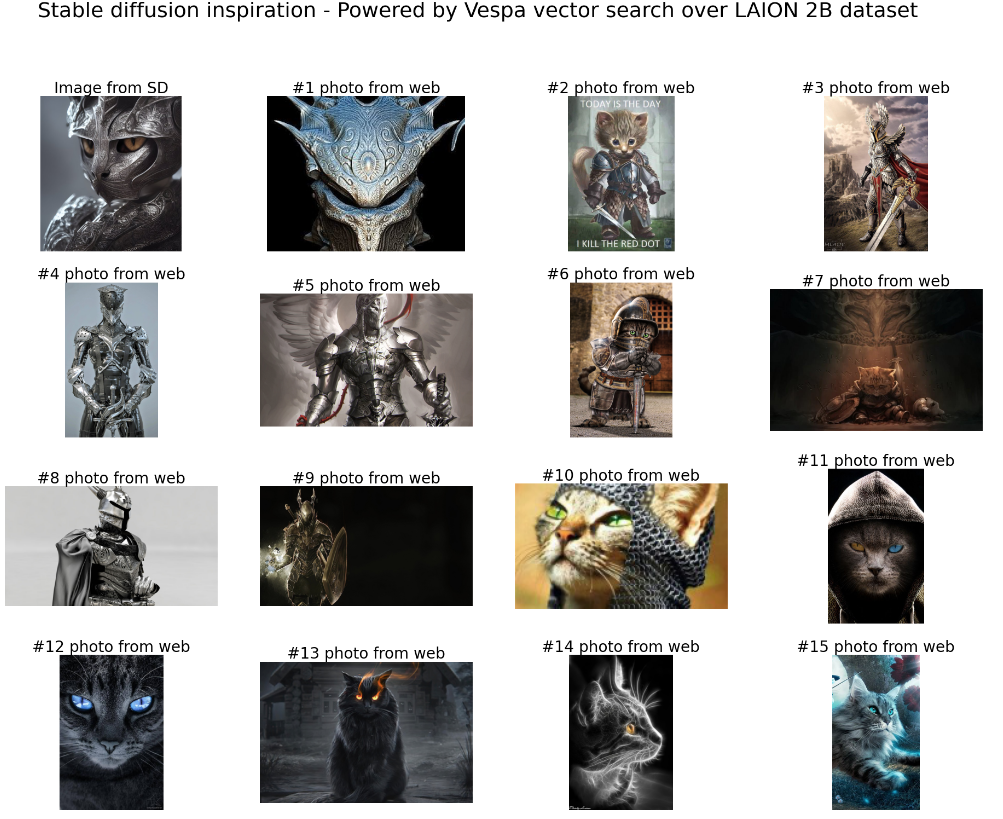 Stable diffusion inspiration - Powered by Vespa vector search over LAION 2B dataset
Image from SD
#1 photo from web
#2 photo from web
#3 photo from web
TODAY IS THE DAY
I KILL THE RED DOT
#4 photo from web
#5 photo from web
#6 photo from web
#7 photo from web
#8 photo from web
#9 photo from web
#10 photo from web
#11 photo from web
#12 photo from web
#13 photo from web
#14 photo from web
#15 photo from web